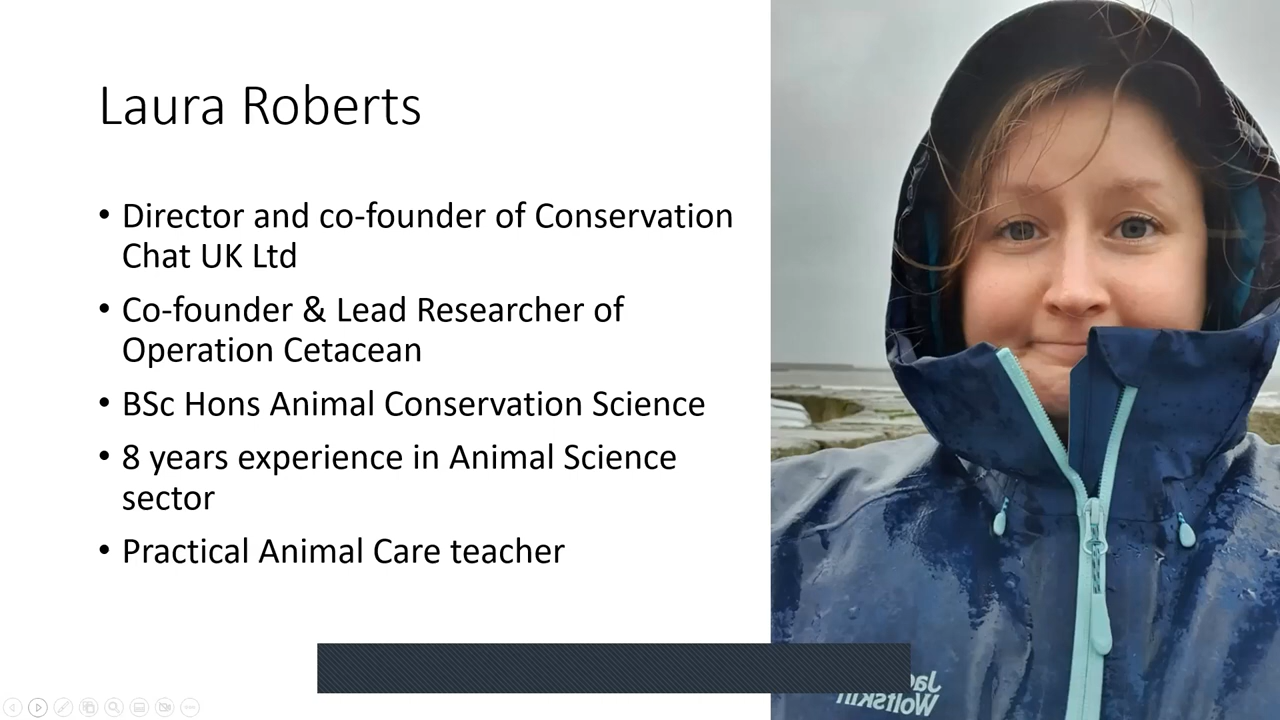 Laura Roberts
• Director and co-founder of Conservation
Chat UK Ltd
• Co-founder & Lead Researcher of
Operation Cetacean
• BSc Hons Animal Conservation Science
• 8 years experience in Animal Science
sector
• Practical Animal Care teacher
Wolfskin